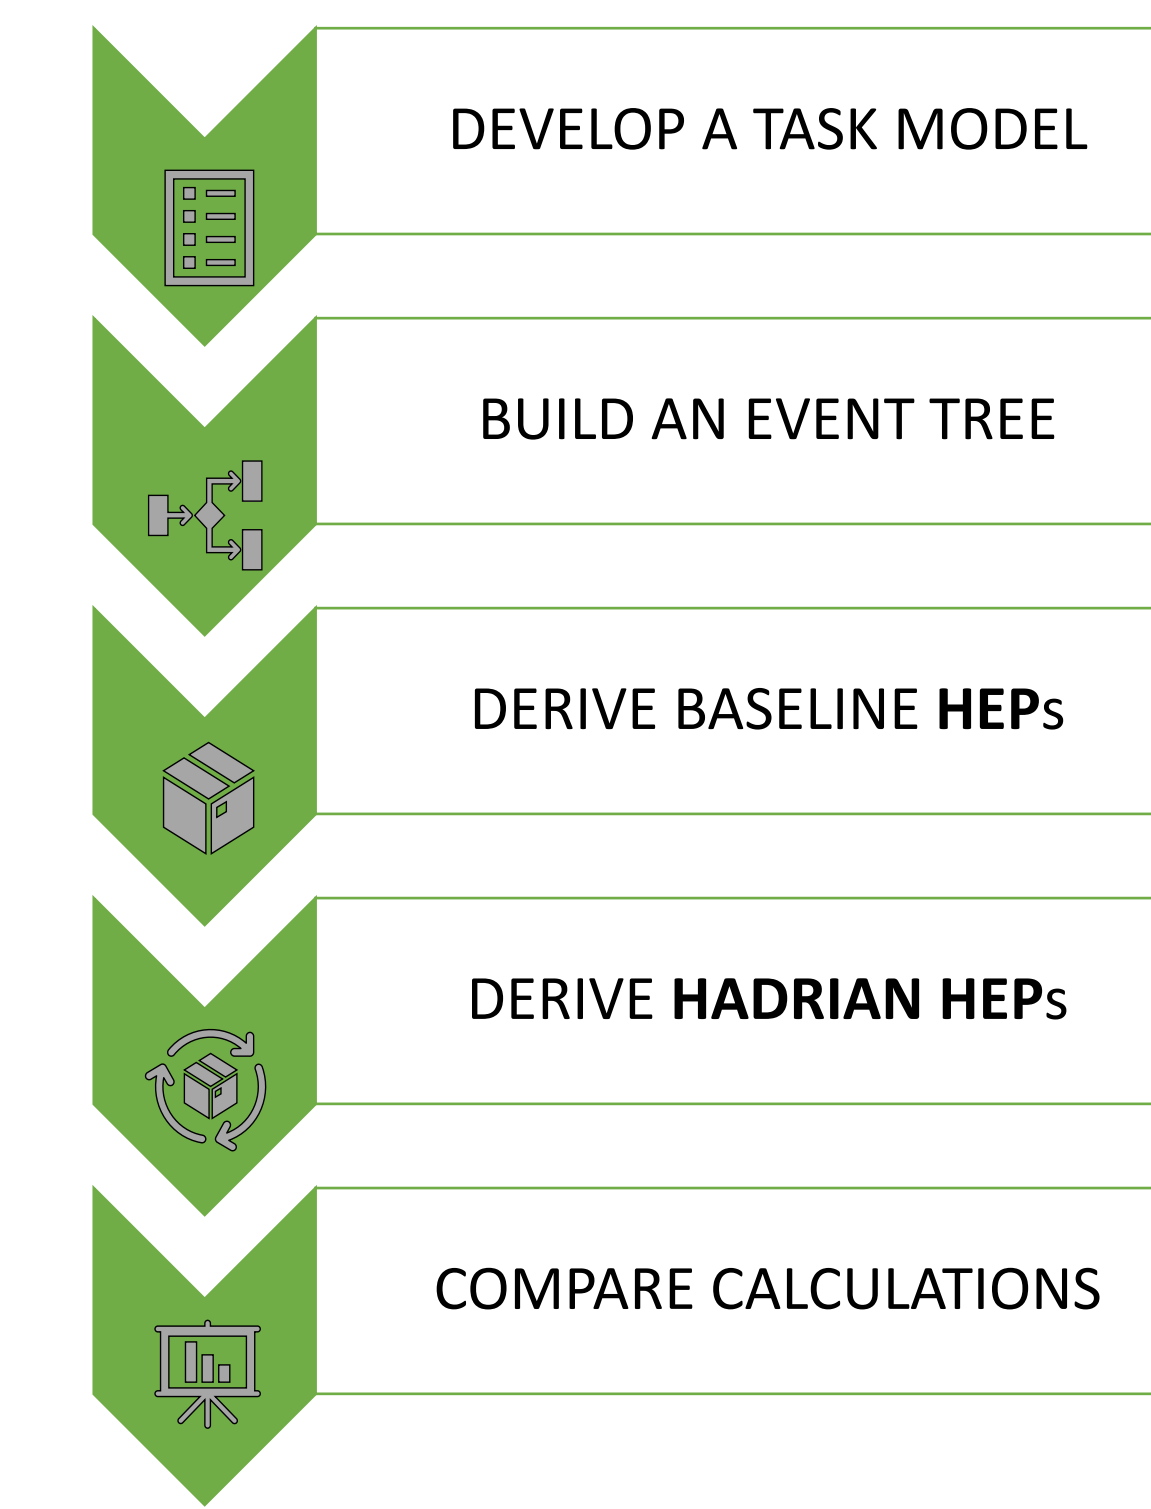 DEVELOP A TASK MODEL
BUILD AN EVENT TREE
DERIVE BASELINE HEPs
DERIVE HADRIAN HEPs
COMPARE CALCULATIONS